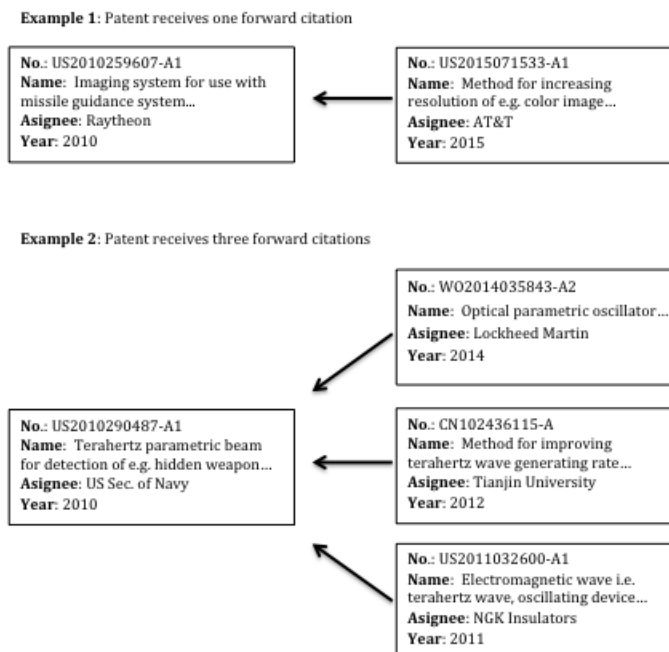 Example 1: Patent receives one forward citation
No.: US2010259607-A1
Name: Imaging system for use with
missile guidance system...
Asignee: Raytheon
Year: 2010
No.: US2015071533-A1
Name: Method for increasing
resolution of e.g. color image...
Asignee: AT&T
Year: 2015
Example 2: Patent receives three forward citations
No.: WO2014035843-A2
Name: Optical parametric oscillator...
Asignee: Lockheed Martin
Year: 2014
No.: US2010290487-A1
Name: Terahertz parametric beam
for detection of e.g. hidden weapon...
Asignee: US Sec. of Navy
Year: 2010
No.: CN102436115-A
Name: Method for improving
terahertz wave generating rate...
Asignee: Tianjin University
Year: 2012
No.: US2011032600-A1
Name: Electromagnetic wave i.e.
terahertz wave, oscillating device...
Asignee: NGK Insulators
Year: 2011